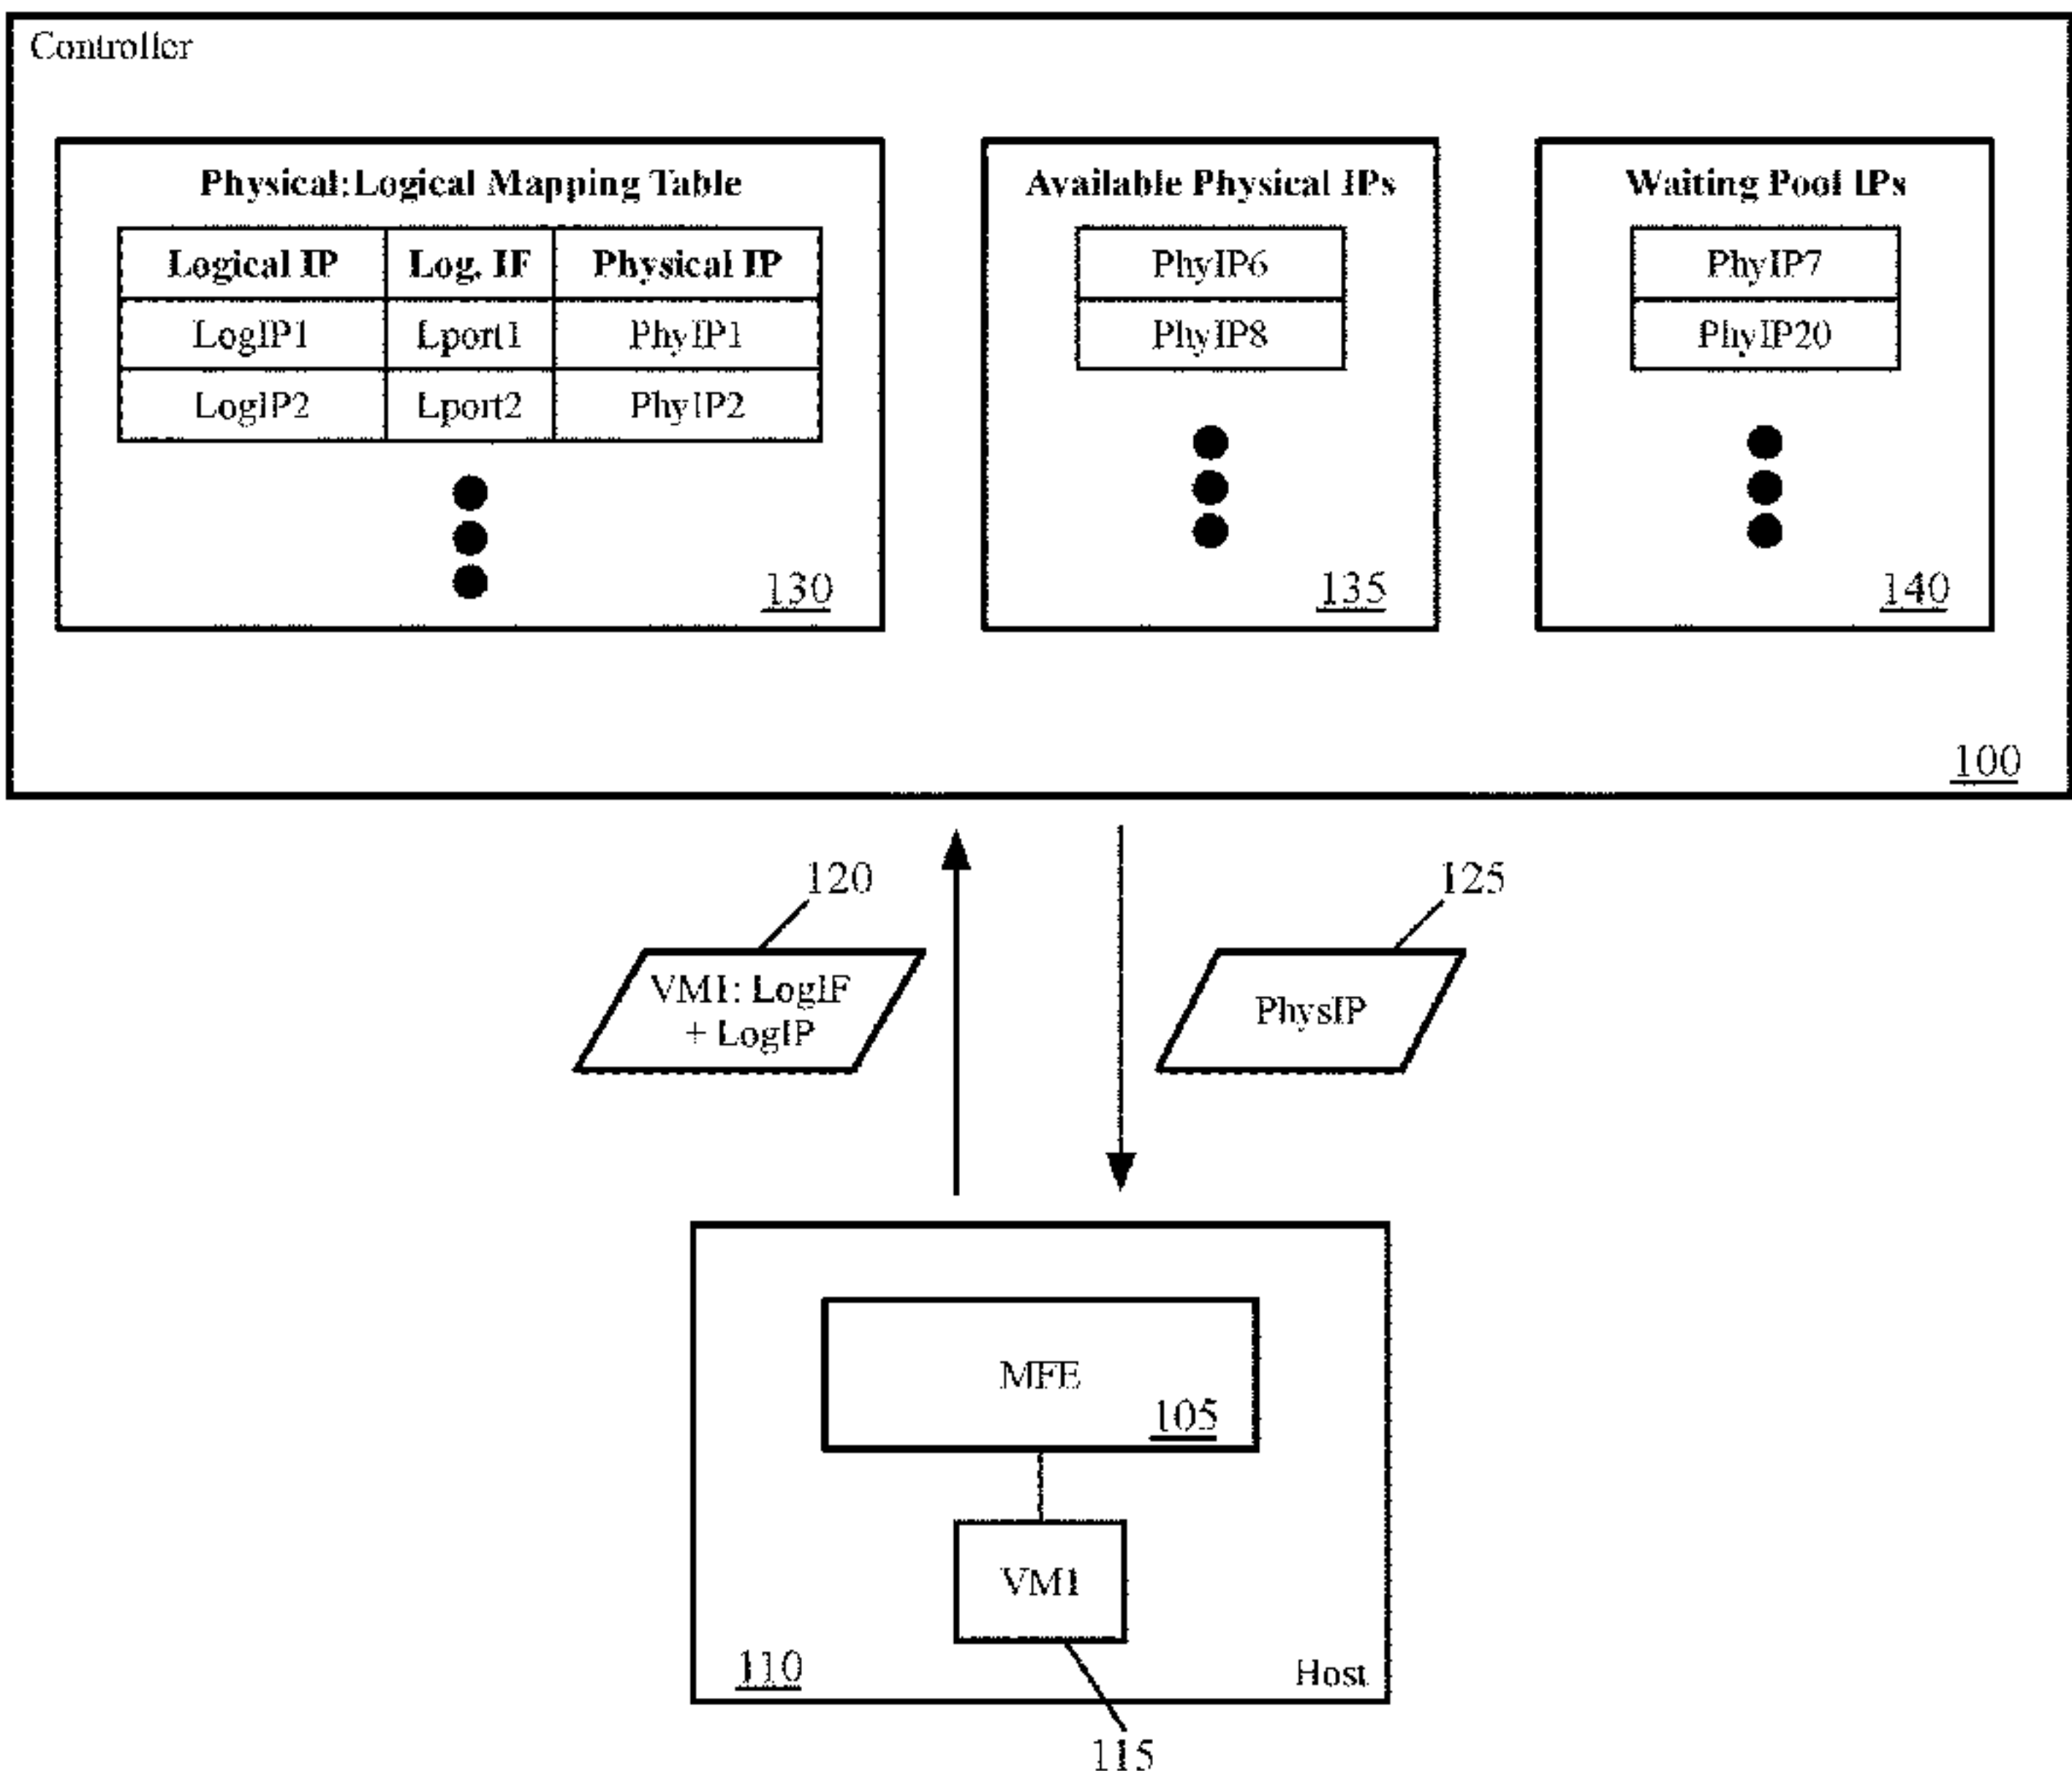 Controller
Physical:Logical Mapping Table
Logical IP Log. IF Physical IP
LogIP1 Lport1 PhyIP1
LogIP2 Lport2 PhyIP2
130
Available Physical IPs
PhyIP6
PhyIP8
135
Waiting Pool IPs
PhyIP7
PhyIP20
140
100
120
VM1: LogIF
+ LogIP
125
PhysIP
MFE
105
VM1
110
Host
115